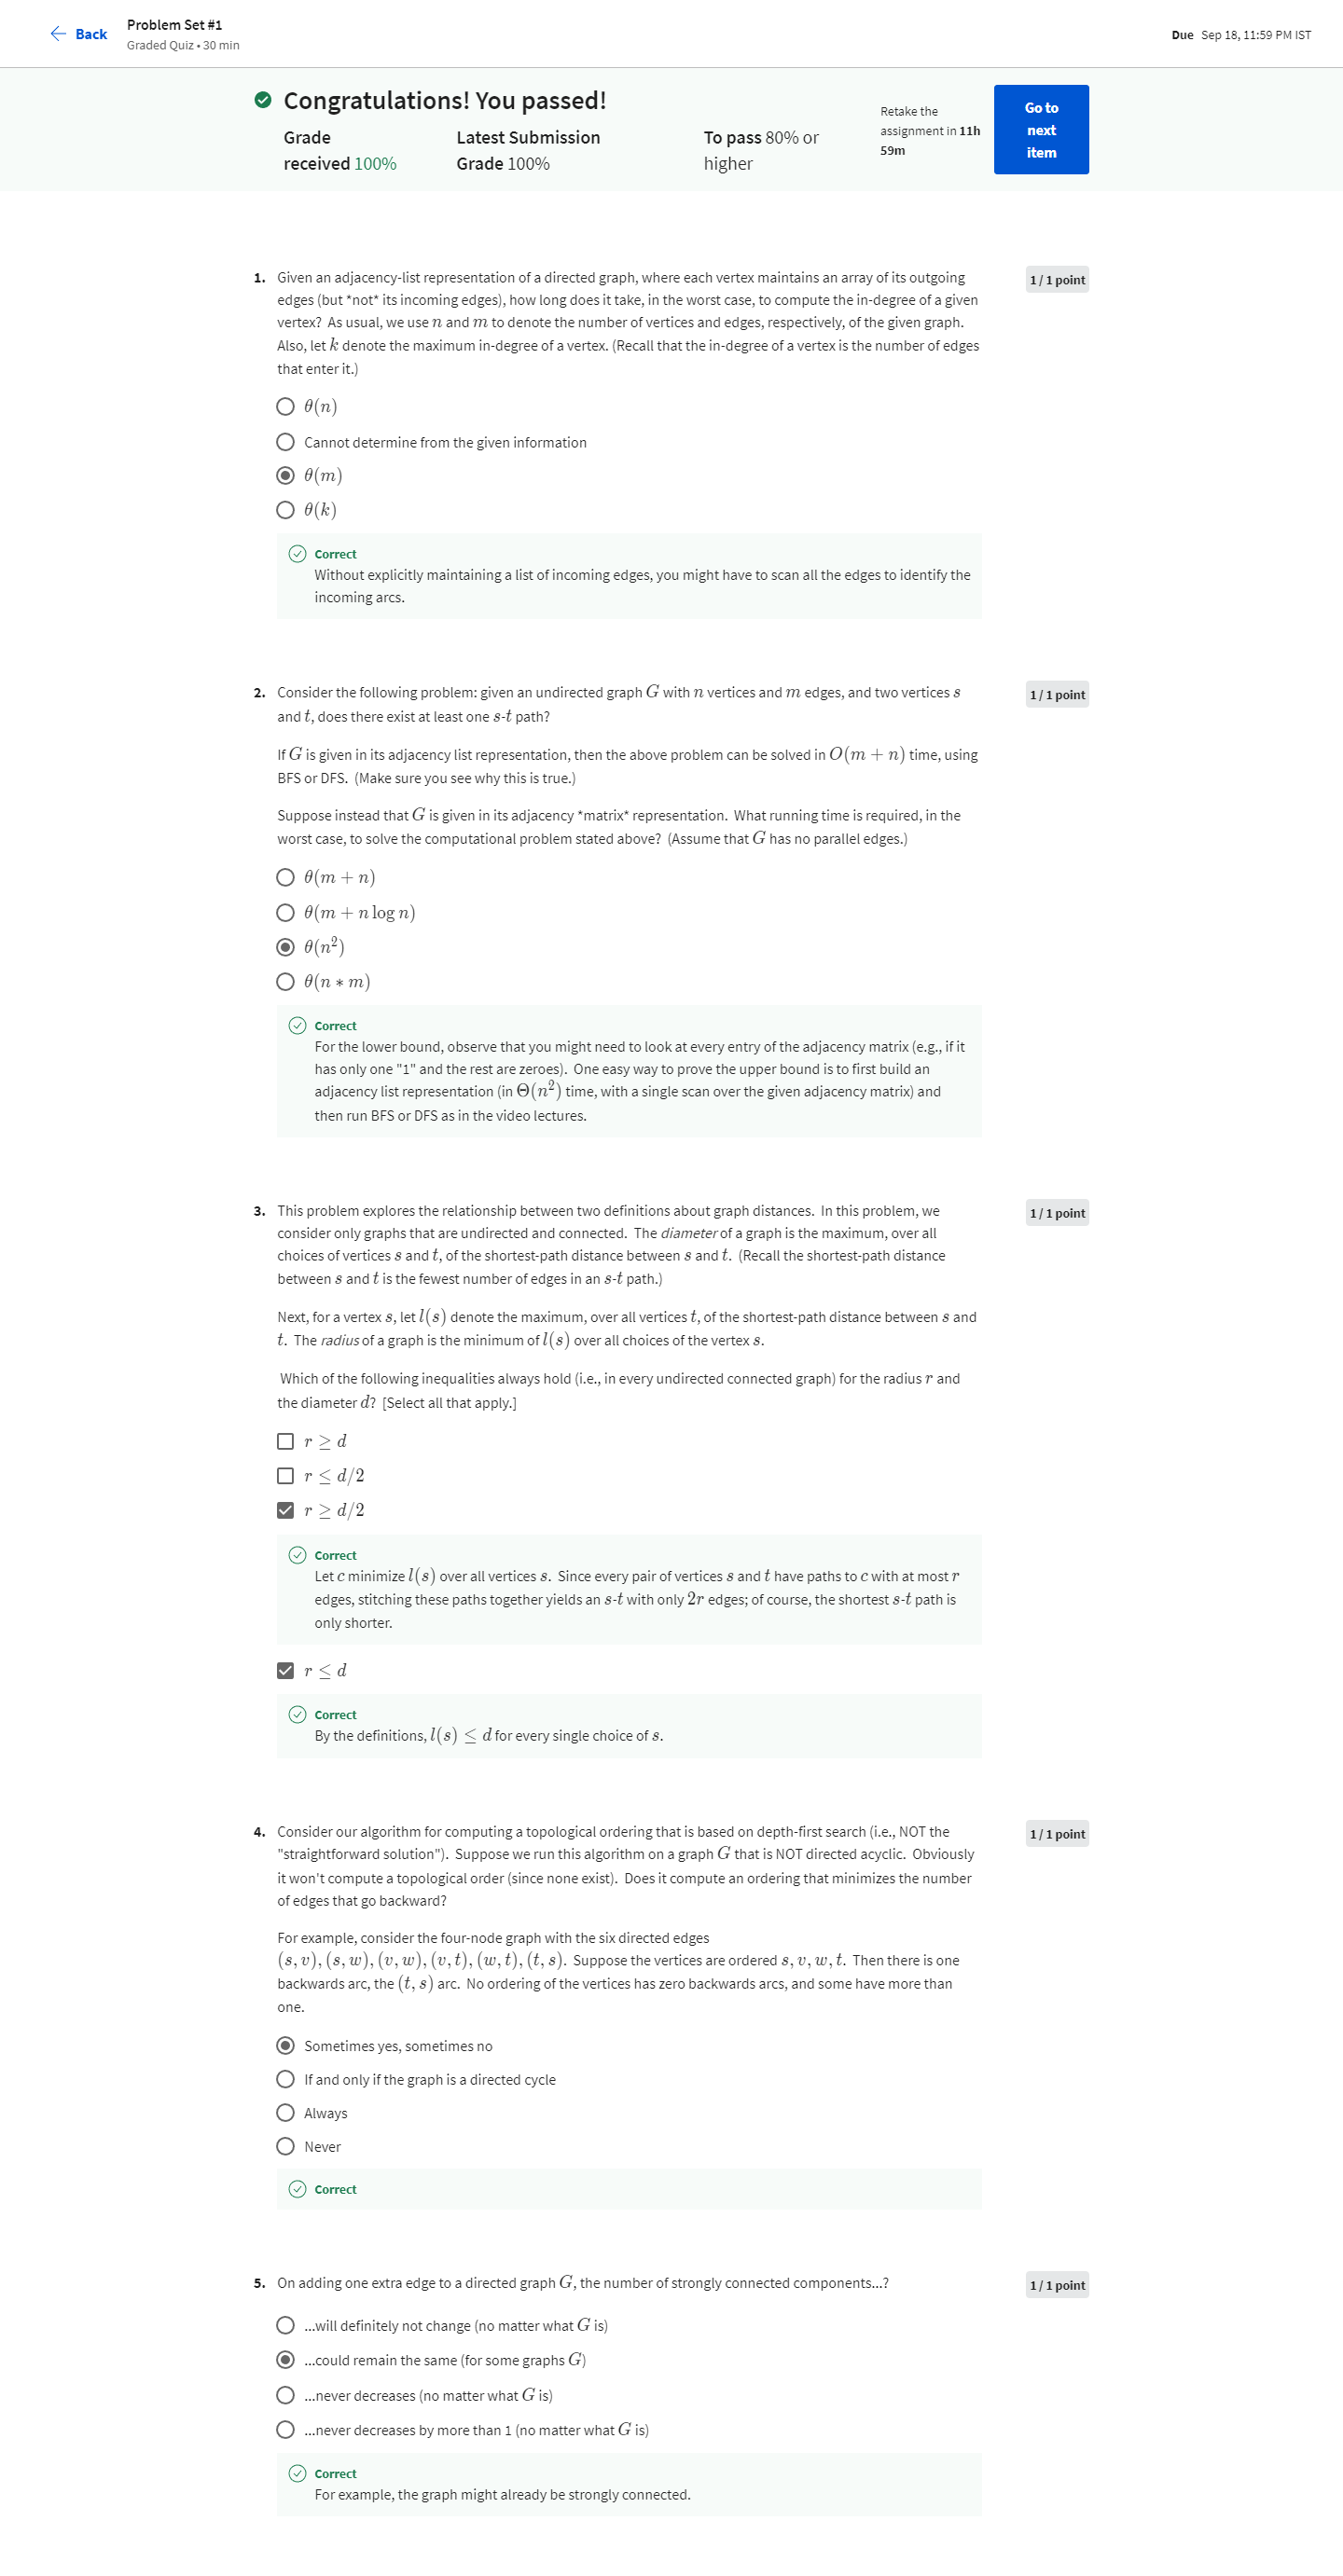 Back
Problem Set #1
Graded Quiz • 30 min
Due Sep 18, 11:59 PM IST
Congratulations! You passed!
Grade
received 100%
Latest Submission
Grade 100%
To pass 80% or
higher
Retake the
assignment in 11h
59m
Go to
next
item
1. Given an adjacency-list representation of a directed graph, where each vertex maintains an array of its outgoing
edges (but *not* its incoming edges), how long does it take, in the worst case, to compute the in-degree of a given
vertex? As usual, we use n and m to denote the number of vertices and edges, respectively, of the given graph.
Also, let k denote the maximum in-degree of a vertex. (Recall that the in-degree of a vertex is the number of edges
that enter it.)
1 / 1 point
θ(n)
Cannot determine from the given information
θ(m)
θ(k)
Correct
Without explicitly maintaining a list of incoming edges, you might have to scan all the edges to identify the
incoming arcs.
2. Consider the following problem: given an undirected graph G with n vertices and m edges, and two vertices s
and t, does there exist at least one s-t path?
1 / 1 point
If G is given in its adjacency list representation, then the above problem can be solved in O(m + n) time, using
BFS or DFS. (Make sure you see why this is true.)
Suppose instead that G is given in its adjacency *matrix* representation. What running time is required, in the
worst case, to solve the computational problem stated above? (Assume that G has no parallel edges.)
θ(m + n)
θ(m + n log n)
θ(n²)
θ(n ∗ m)
Correct
For the lower bound, observe that you might need to look at every entry of the adjacency matrix (e.g., if it
has only one "1" and the rest are zeroes). One easy way to prove the upper bound is to first build an
adjacency list representation (in Θ(n²) time, with a single scan over the given adjacency matrix) and
then run BFS or DFS as in the video lectures.
3. This problem explores the relationship between two definitions about graph distances. In this problem, we
consider only graphs that are undirected and connected. The diameter of a graph is the maximum, over all
choices of vertices s and t, of the shortest-path distance between s and t. (Recall the shortest-path distance
between s and t is the fewest number of edges in an s-t path.)
1 / 1 point
Next, for a vertex s, let l(s) denote the maximum, over all vertices t, of the shortest-path distance between s and
t. The radius of a graph is the minimum of l(s) over all choices of the vertex s.
Which of the following inequalities always hold (i.e., in every undirected connected graph) for the radius r and
the diameter d? [Select all that apply.]
r ≥ d
r ≤ d/2
r ≥ d/2
Correct
Let c minimize l(s) over all vertices s. Since every pair of vertices s and t have paths to c with at most r
edges, stitching these paths together yields an s-t with only 2r edges; of course, the shortest s-t path is
only shorter.
r ≤ d
Correct
By the definitions, l(s) ≤ d for every single choice of s.
4. Consider our algorithm for computing a topological ordering that is based on depth-first search (i.e., NOT the
"straightforward solution"). Suppose we run this algorithm on a graph G that is NOT directed acyclic. Obviously
it won't compute a topological order (since none exist). Does it compute an ordering that minimizes the number
of edges that go backward?
1 / 1 point
For example, consider the four-node graph with the six directed edges
(s, v), (s, w), (v, w), (v, t), (w, t), (t, s). Suppose the vertices are ordered s, v, w, t. Then there is one
backwards arc, the (t, s) arc. No ordering of the vertices has zero backwards arcs, and some have more than
one.
Sometimes yes, sometimes no
If and only if the graph is a directed cycle
Always
Never
Correct
5. On adding one extra edge to a directed graph G, the number of strongly connected components...?
1 / 1 point
...will definitely not change (no matter what G is)
...could remain the same (for some graphs G)
...never decreases (no matter what G is)
...never decreases by more than 1 (no matter what G is)
Correct
For example, the graph might already be strongly connected.